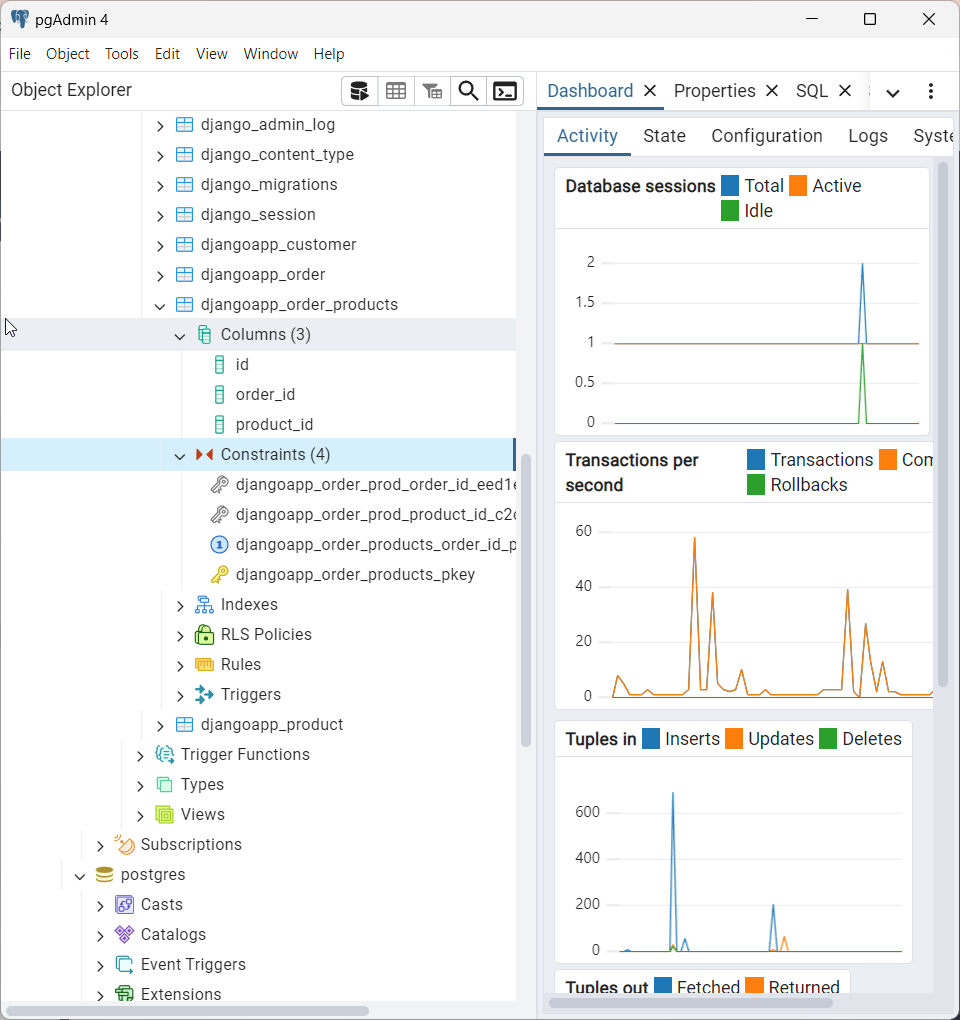 pgAdmin 4
File Object Tools Edit View Window Help
Object Explorer
django_admin_log
django_content_type
django_migrations
django_session
djangoapp_customer
djangoapp_order
djangoapp_order_products
Columns (3)
id
order_id
product_id
Constraints (4)
djangoapp_order_prod_order_id_eed1e
djangoapp_order_prod_product_id_c2
djangoapp_order_products_order_id_p
1
djangoapp_order_products_pkey
Indexes
RLS Policies
Rules
Triggers
djangoapp_product
Trigger Functions
Types
Views
Subscriptions
postgres
Casts
Catalogs
Event Triggers
Extensions
Dashboard Properties SQL
Activity State Configuration Logs Syste
Database sessions Total Active
Idle
2
1.5
1
0.5
0
Transactions per Transactions Com
second Rollbacks
60
40
20
0
Tuples in Inserts Updates Deletes
600
400
200
0
Tuples out Fetched Returned